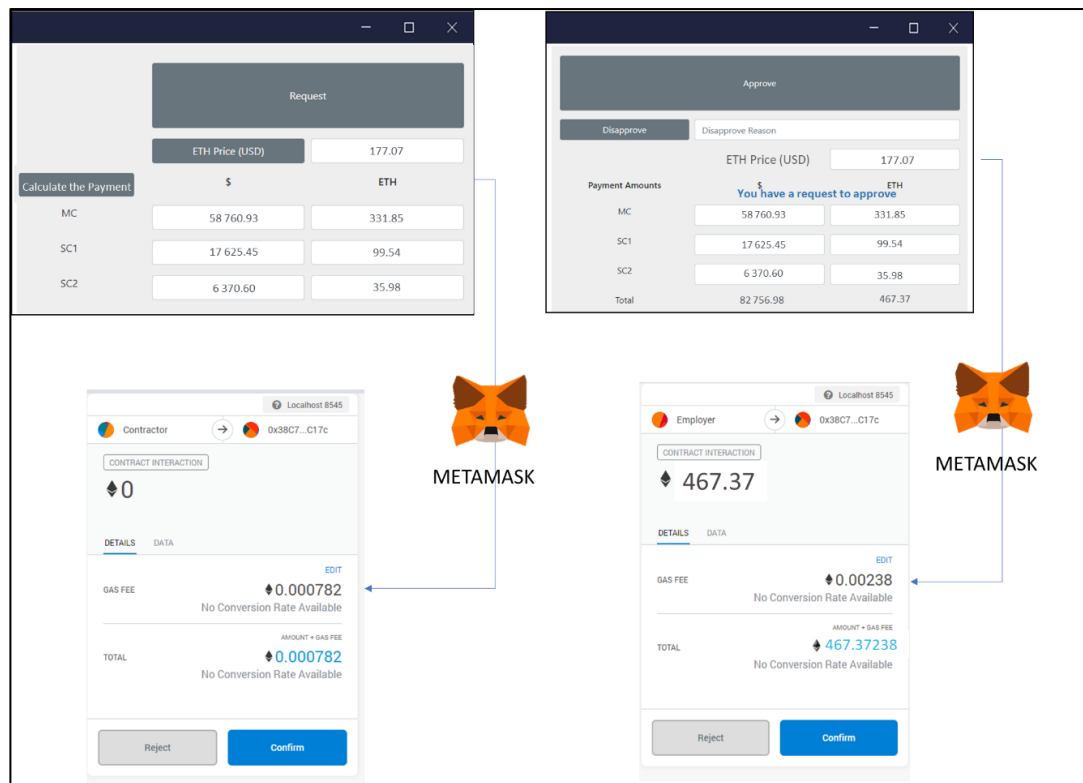 Request
ETH Price (USD) 177.07
Calculate the Payment $ ETH
MC 58 760.93 331.85
SC1 17 625.45 99.54
SC2 6 370.60 35.98
Approve
Disapprove Disapprove Reason
ETH Price (USD) 177.07
Payment Amounts $ ETH
You have a request to approve
MC 58 760.93 331.85
SC1 17 625.45 99.54
SC2 6 370.60 35.98
Total 82 756.98 467.37
Localhost 8545
Contractor 0x38C7...C17c
CONTRACT INTERACTION
0
DETAILS DATA
EDIT
GAS FEE 0.000782
No Conversion Rate Available
AMOUNT + GAS FEE
TOTAL 0.000782
No Conversion Rate Available
Reject Confirm
METAMASK
Localhost 8545
Employer 0x38C7...C17c
CONTRACT INTERACTION
467.37
DETAILS DATA
EDIT
GAS FEE 0.00238
No Conversion Rate Available
AMOUNT + GAS FEE
TOTAL 467.37238
No Conversion Rate Available
Reject Confirm
METAMASK